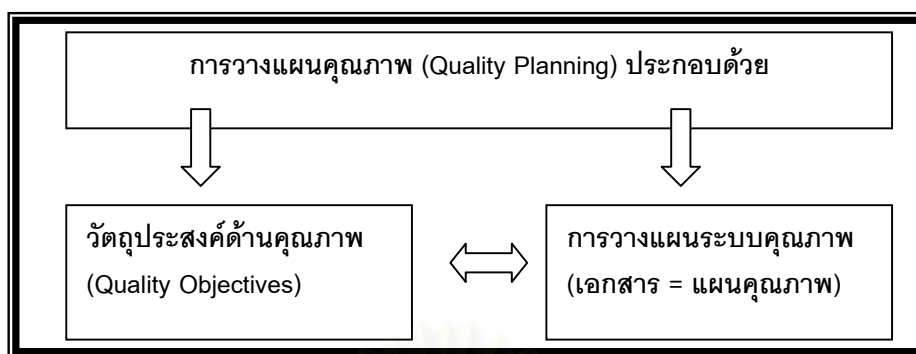 การวางแผนคุณภาพ (Quality Planning) ประกอบด้วย
วัตถุประสงค์ด้านคุณภาพ
(Quality Objectives)
การวางแผนระบบคุณภาพ
(เอกสาร = แผนคุณภาพ)